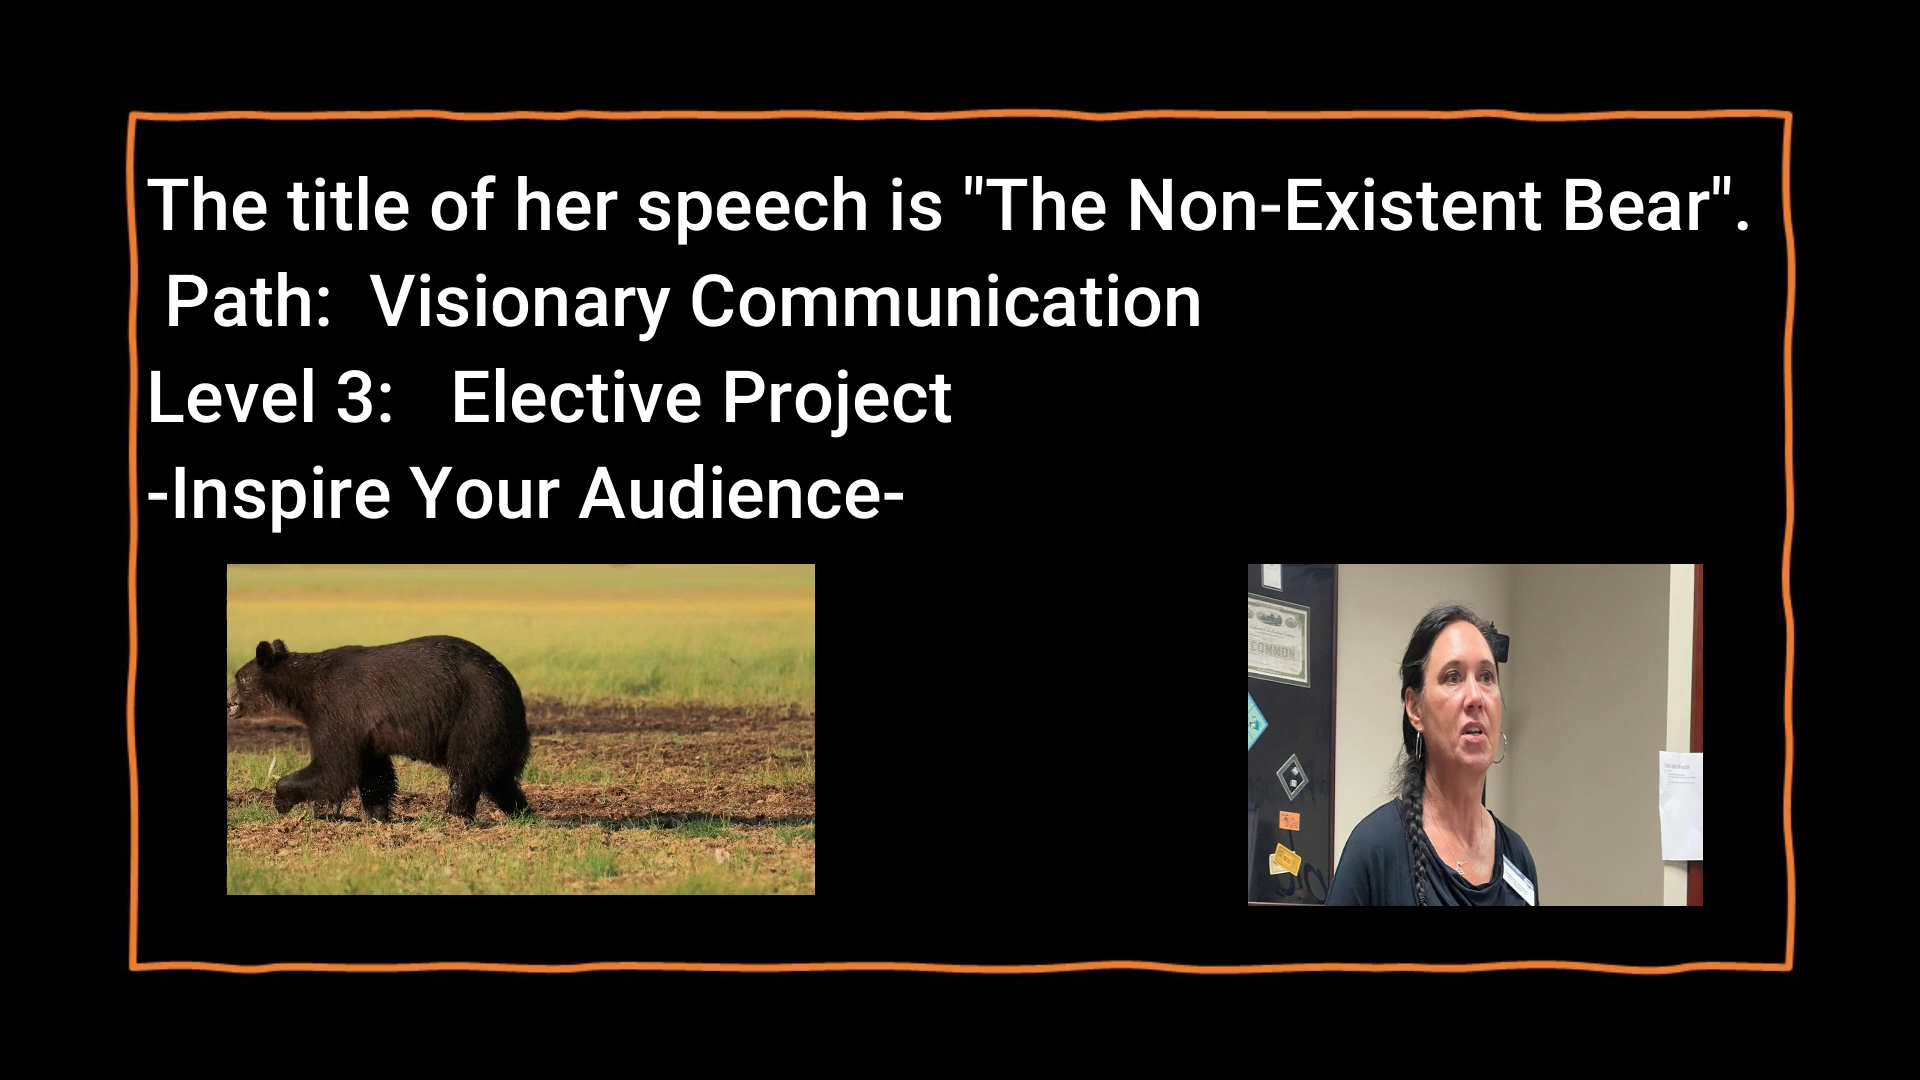 The title of her speech is "The Non-Existent Bear".
Path: Visionary Communication
Level 3: Elective Project
-Inspire Your Audience-
COMMON